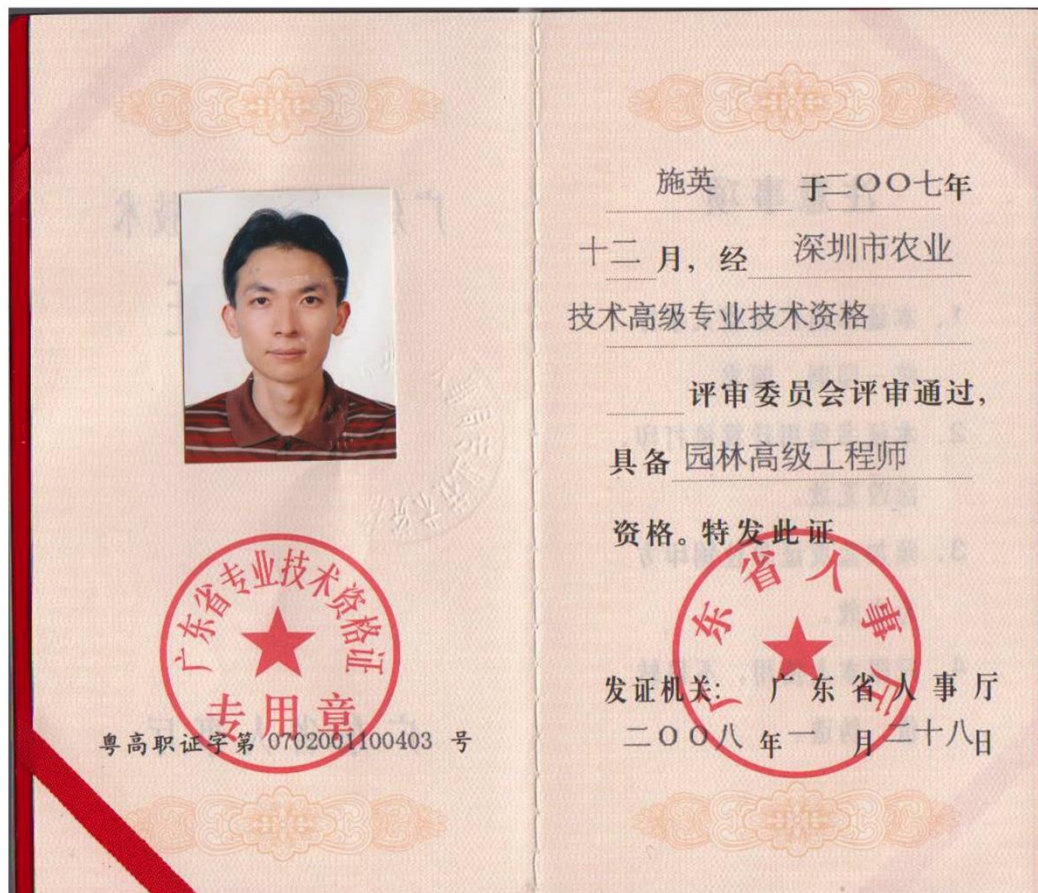 广东省专业技术资格证
专用章
粤高职证字第 0702001100403 号
施英 于二〇〇七年
十二 月，经 深圳市农业
技术高级专业技术资格
评审委员会评审通过，
具备 园林高级工程师
资格。特发此证
广东省人事厅
发证机关： 广东省人事厅
二〇〇八 年 一 月 二十八日